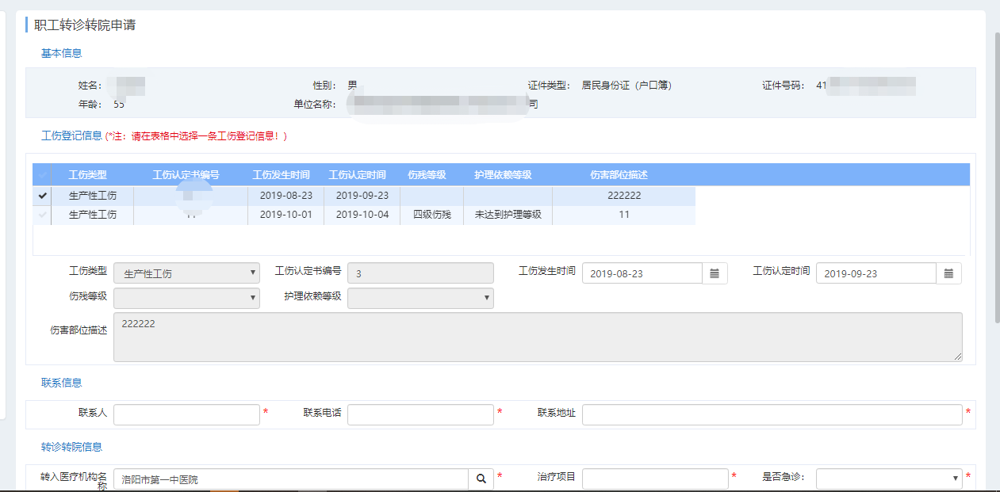 职工转诊转院申请
基本信息
姓名： 性别： 男 证件类型： 居民身份证（户口簿） 证件号码： 41
年龄： 55 单位名称： 司
工伤登记信息 (*注：请在表格中选择一条工伤登记信息！)
工伤类型 工伤认定书编号 工伤发生时间 工伤认定时间 伤残等级 护理依赖等级 伤害部位描述
生产性工伤 2019-08-23 2019-09-23 222222
生产性工伤 2019-10-01 2019-10-04 四级伤残 未达到护理等级 11
工伤类型 生产性工伤 工伤认定书编号 3 工伤发生时间 2019-08-23 工伤认定时间 2019-09-23
伤残等级 护理依赖等级
伤害部位描述 222222
联系信息
联系人 * 联系电话 * 联系地址 *
转诊转院信息
转入医疗机构名称 洛阳市第一中医院 * 治疗项目 * 是否急诊： *